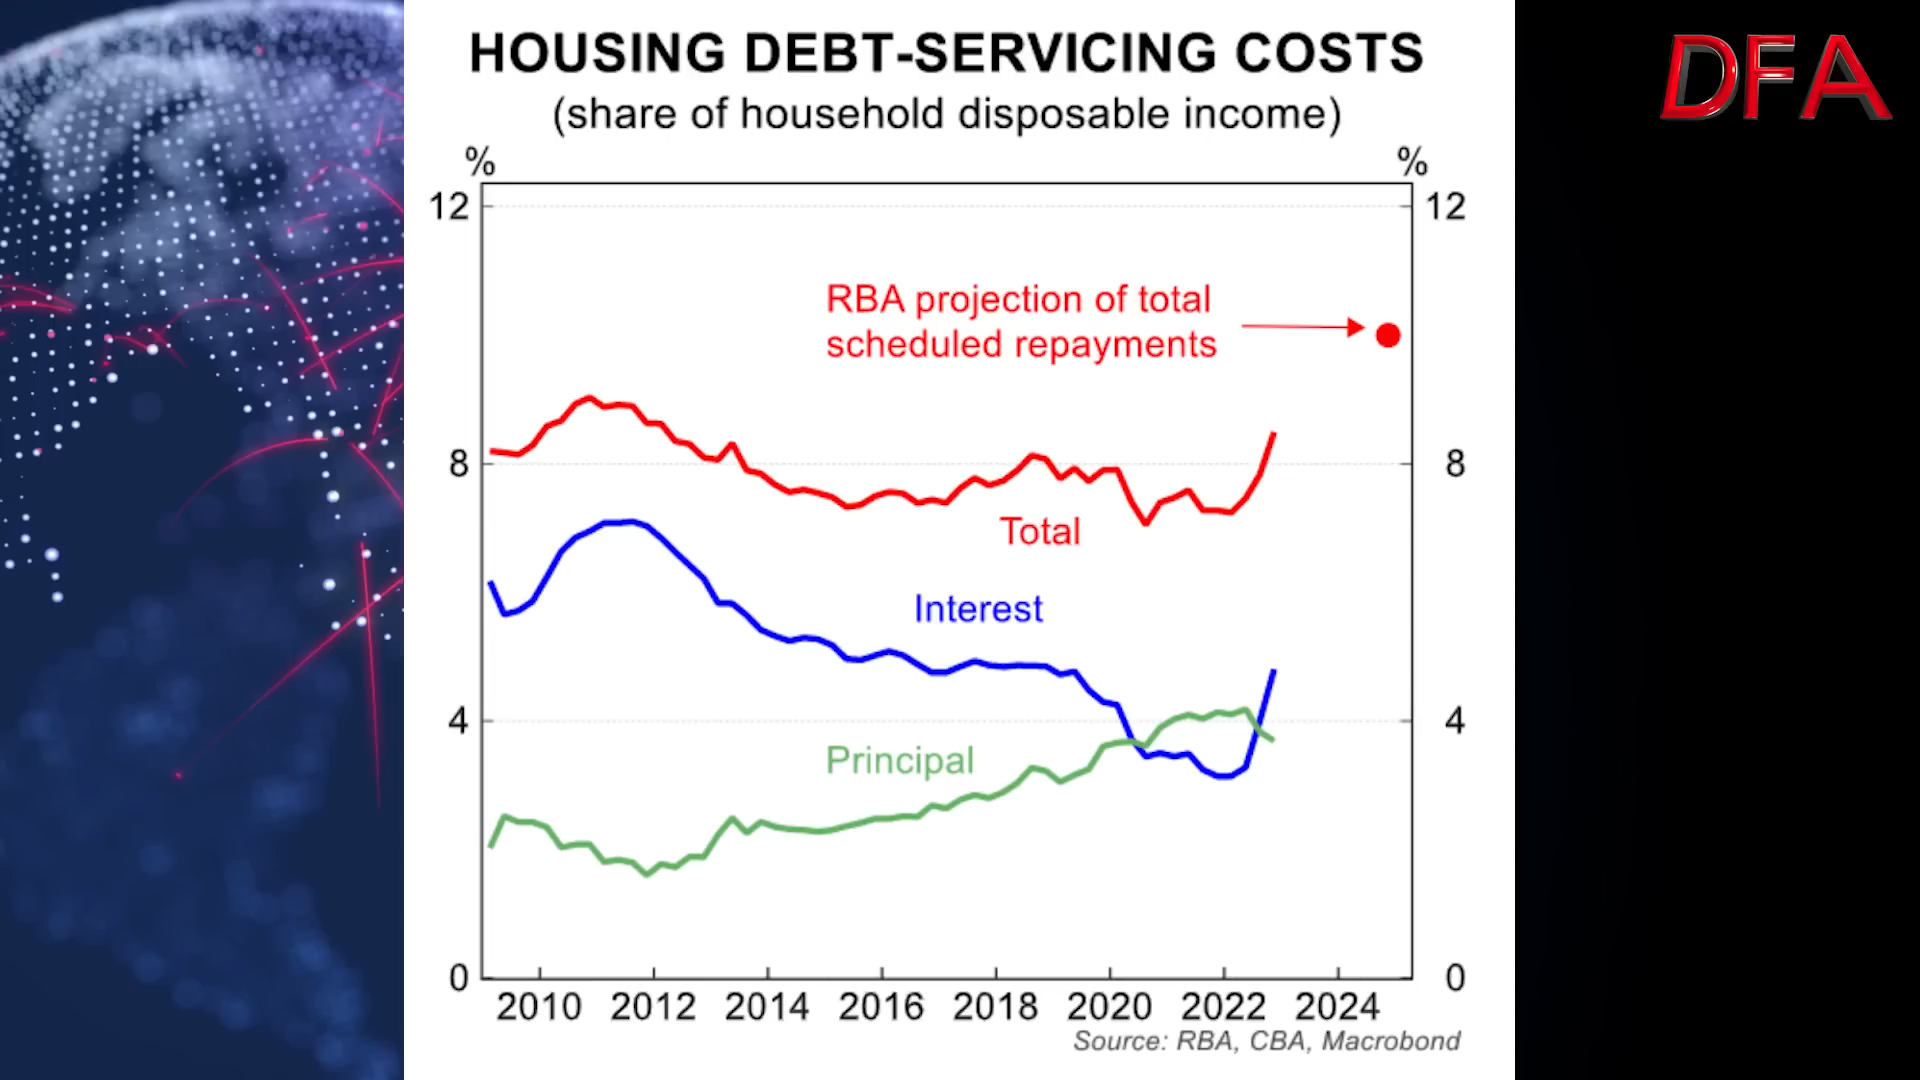 HOUSING DEBT-SERVICING COSTS
DFA
(share of household disposable income)
% %
12 12
RBA projection of total
scheduled repayments
8 8
Total
Interest
4 4
Principal
0 0
2010 2012 2014 2016 2018 2020 2022 2024
Source: RBA, CBA, Macrobond